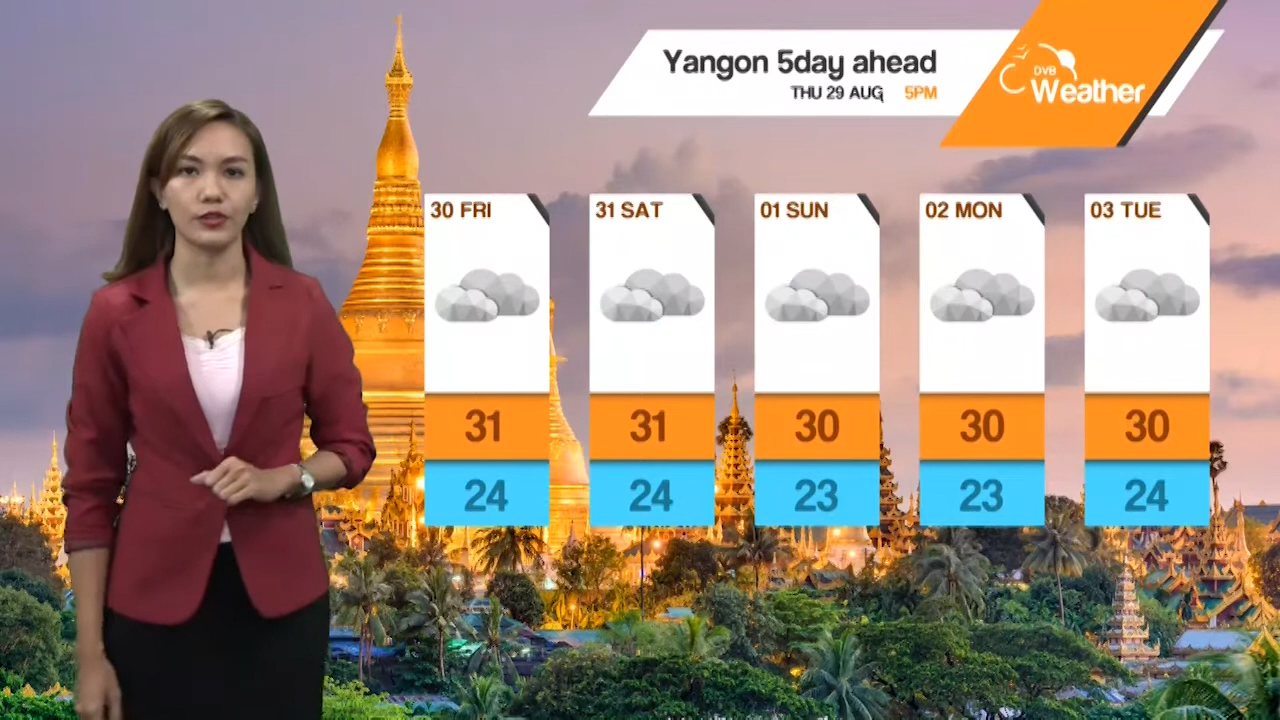 Yangon 5day ahead
THU 29 AUG 5PM
DVB
Weather
30 FRI
31
24
31 SAT
31
24
01 SUN
30
23
02 MON
30
23
03 TUE
30
24